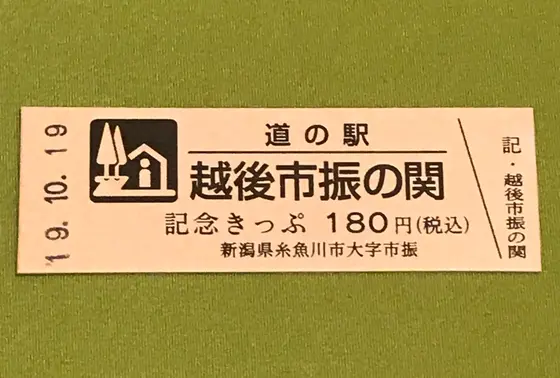 19.10.19
道の駅
越後市振の関
記念きっぷ 180円(税込)
新潟県糸魚川市大字市振
記・越後市振の関